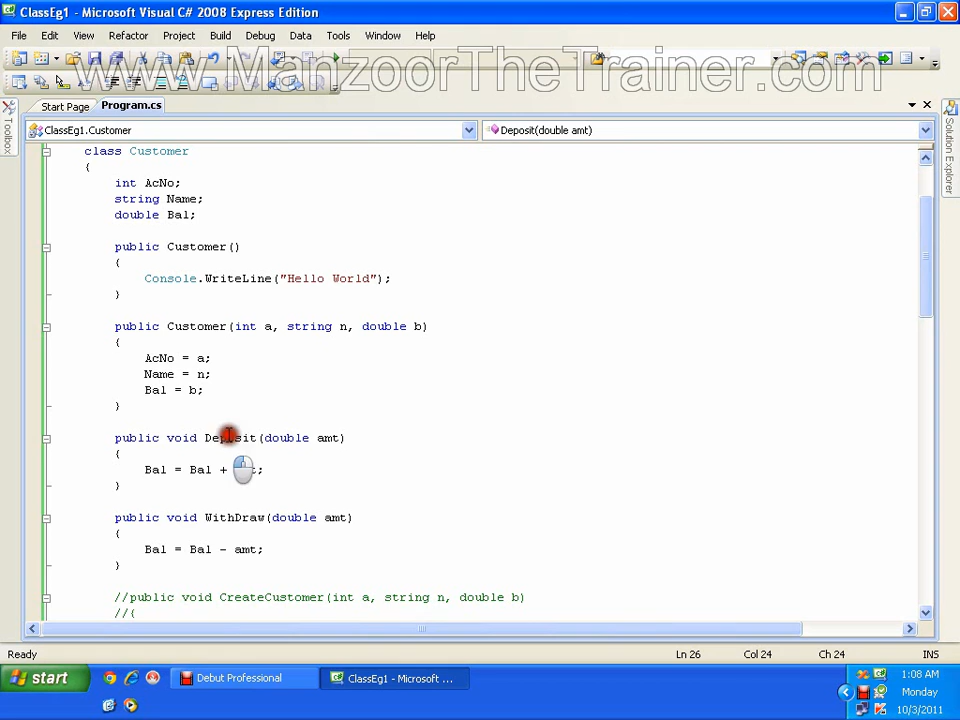 ClassEg1 - Microsoft Visual C# 2008 Express Edition
File Edit View Refactor Project Build Debug Data Tools Window Help
www.ManzoorTheTrainer.com
Start Page Program.cs
Toolbox
Solution Explorer
ClassEg1.Customer Deposit(double amt)
class Customer
{
int AcNo;
string Name;
double Bal;
public Customer()
{
Console.WriteLine("Hello World");
}
public Customer(int a, string n, double b)
{
AcNo = a;
Name = n;
Bal = b;
}
public void Deposit(double amt)
{
Bal = Bal + t;
}
public void WithDraw(double amt)
{
Bal = Bal - amt;
}
//public void CreateCustomer(int a, string n, double b)
//{
Ready Ln 26 Col 24 Ch 24 INS
start Debut Professional ClassEg1 - Microsoft ... 1:08 AM
Monday
10/3/2011